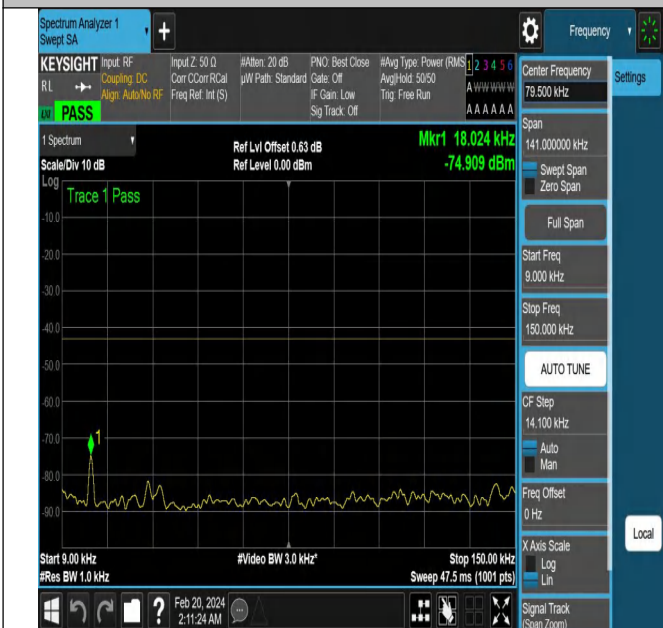 Spectrum Analyzer 1
Swept SA
+
Frequency
KEYSIGHT
Input: RF
Coupling: DC
Align: Auto/No RF
Input Z: 50 Ω
Corr CCorr RCal
Freq Ref: Int (S)
#Atten: 20 dB
µW Path: Standard
PNO: Best Close
Gate: Off
IF Gain: Low
Sig Track: Off
#Avg Type: Power (RMS
Avg|Hold: 50/50
Trig: Free Run
1 2 3 4 5 6
A W W W W W
A A A A A A
R L
LXI
PASS
1 Spectrum
Scale/Div 10 dB
Ref Lvl Offset 0.63 dB
Ref Level 0.00 dBm
Mkr1 18.024 kHz
-74.909 dBm
Log
Trace 1 Pass
-10.0
-20.0
-30.0
-40.0
-50.0
-60.0
-70.0
-80.0
-90.0
1
Start 9.00 kHz
#Res BW 1.0 kHz
#Video BW 3.0 kHz*
Stop 150.00 kHz
Sweep 47.5 ms (1001 pts)
?
Feb 20, 2024
2:11:24 AM
Center Frequency
79.500 kHz
Settings
Span
141.000000 kHz
Swept Span
Zero Span
Full Span
Start Freq
9.000 kHz
Stop Freq
150.000 kHz
AUTO TUNE
CF Step
14.100 kHz
Auto
Man
Freq Offset
0 Hz
X Axis Scale
Log
Lin
Local
Signal Track
(Span Zoom)